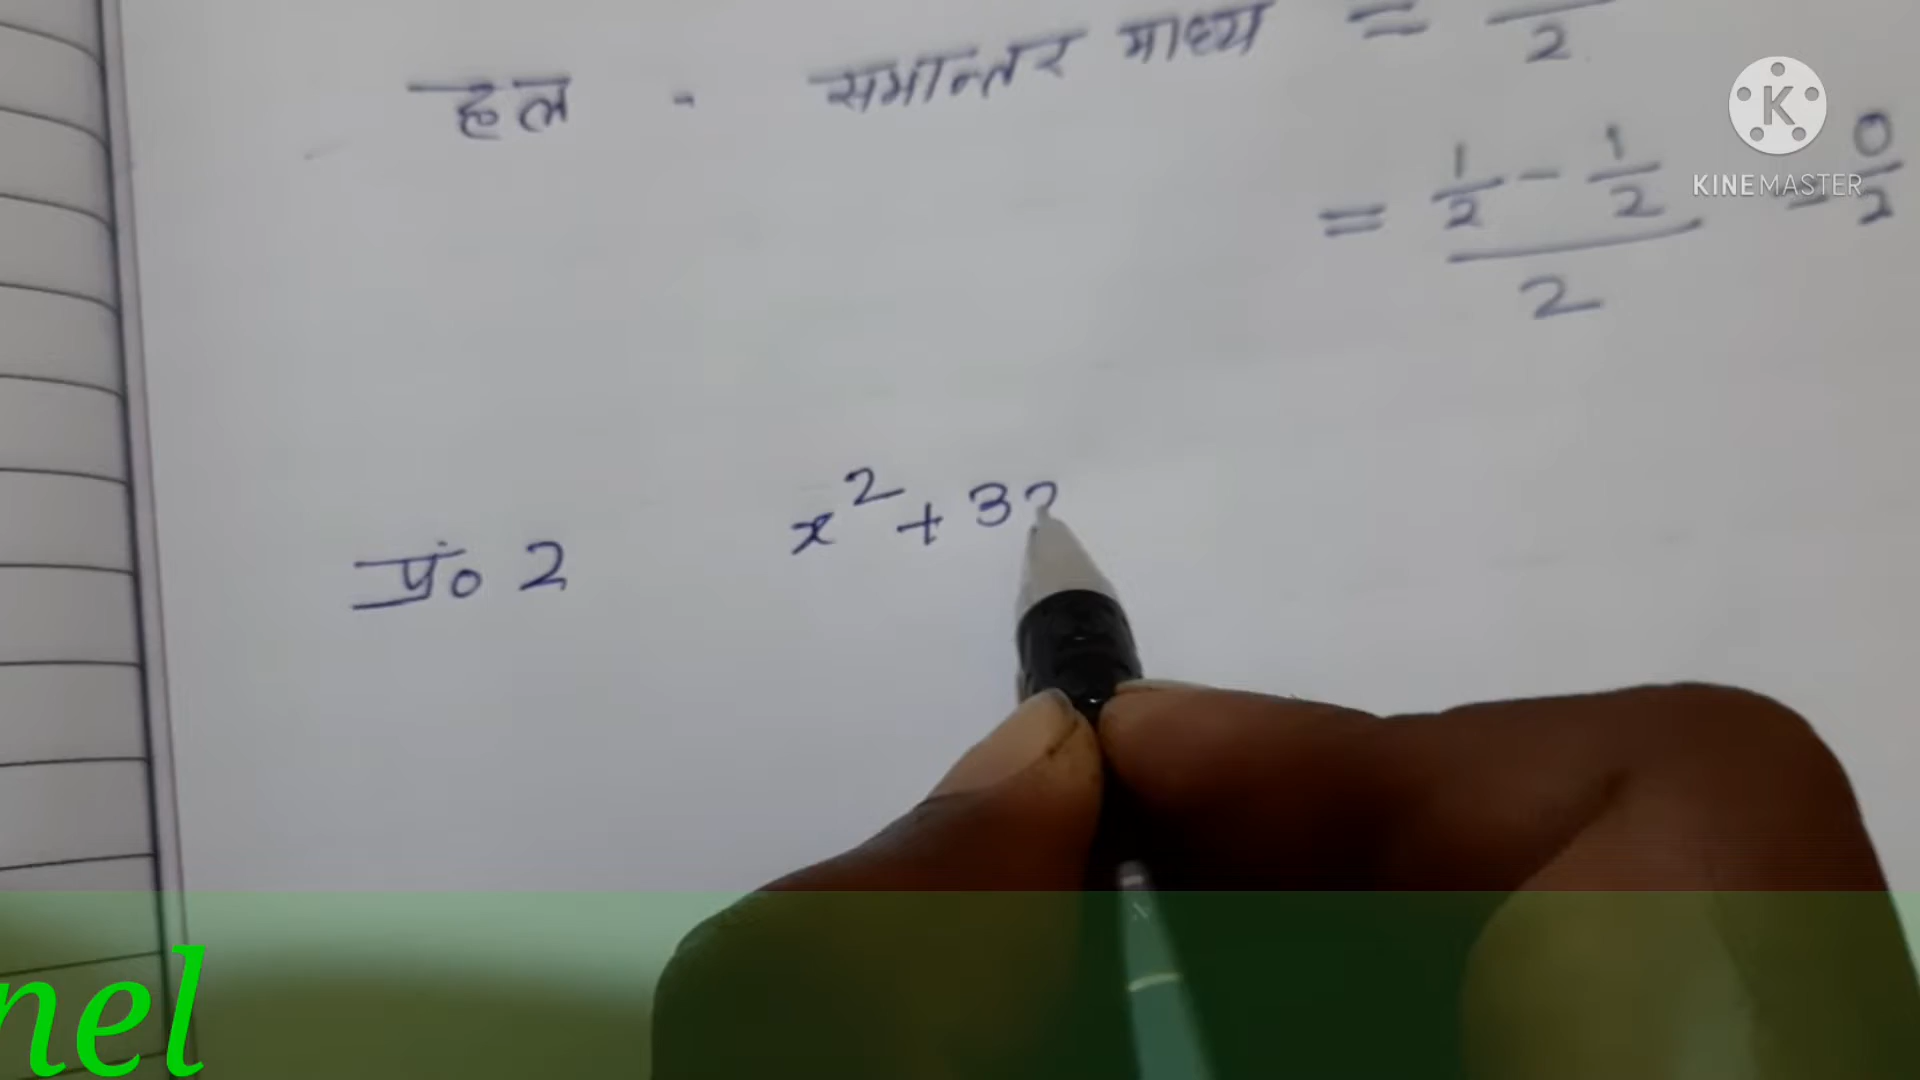 हल - समान्तर माध्य = /2
= (1/2 - 1/2)/2 = 0/2
KINEMASTER
प्र० 2 x² + 3
nel